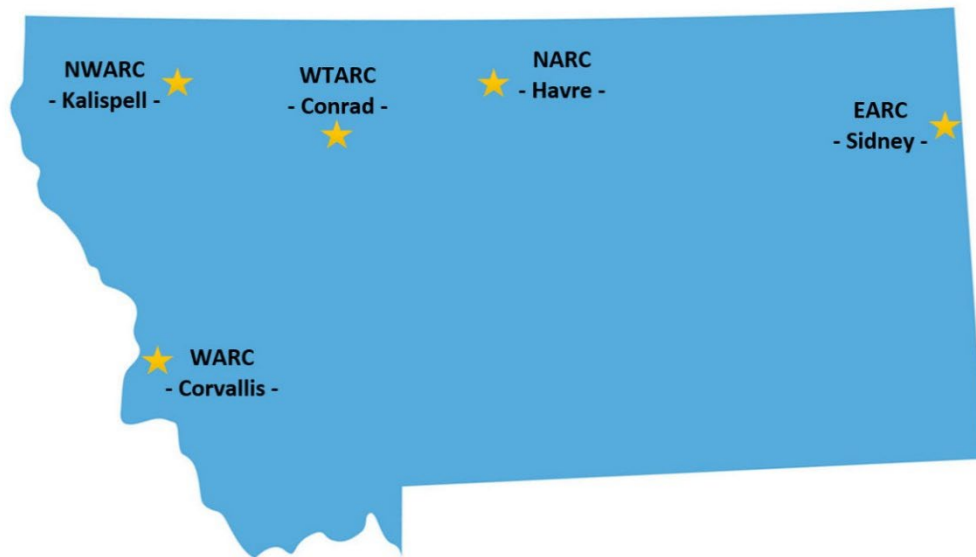 NWARC
- Kalispell -
WTARC
- Conrad -
NARC
- Havre -
EARC
- Sidney -
WARC
- Corvallis -